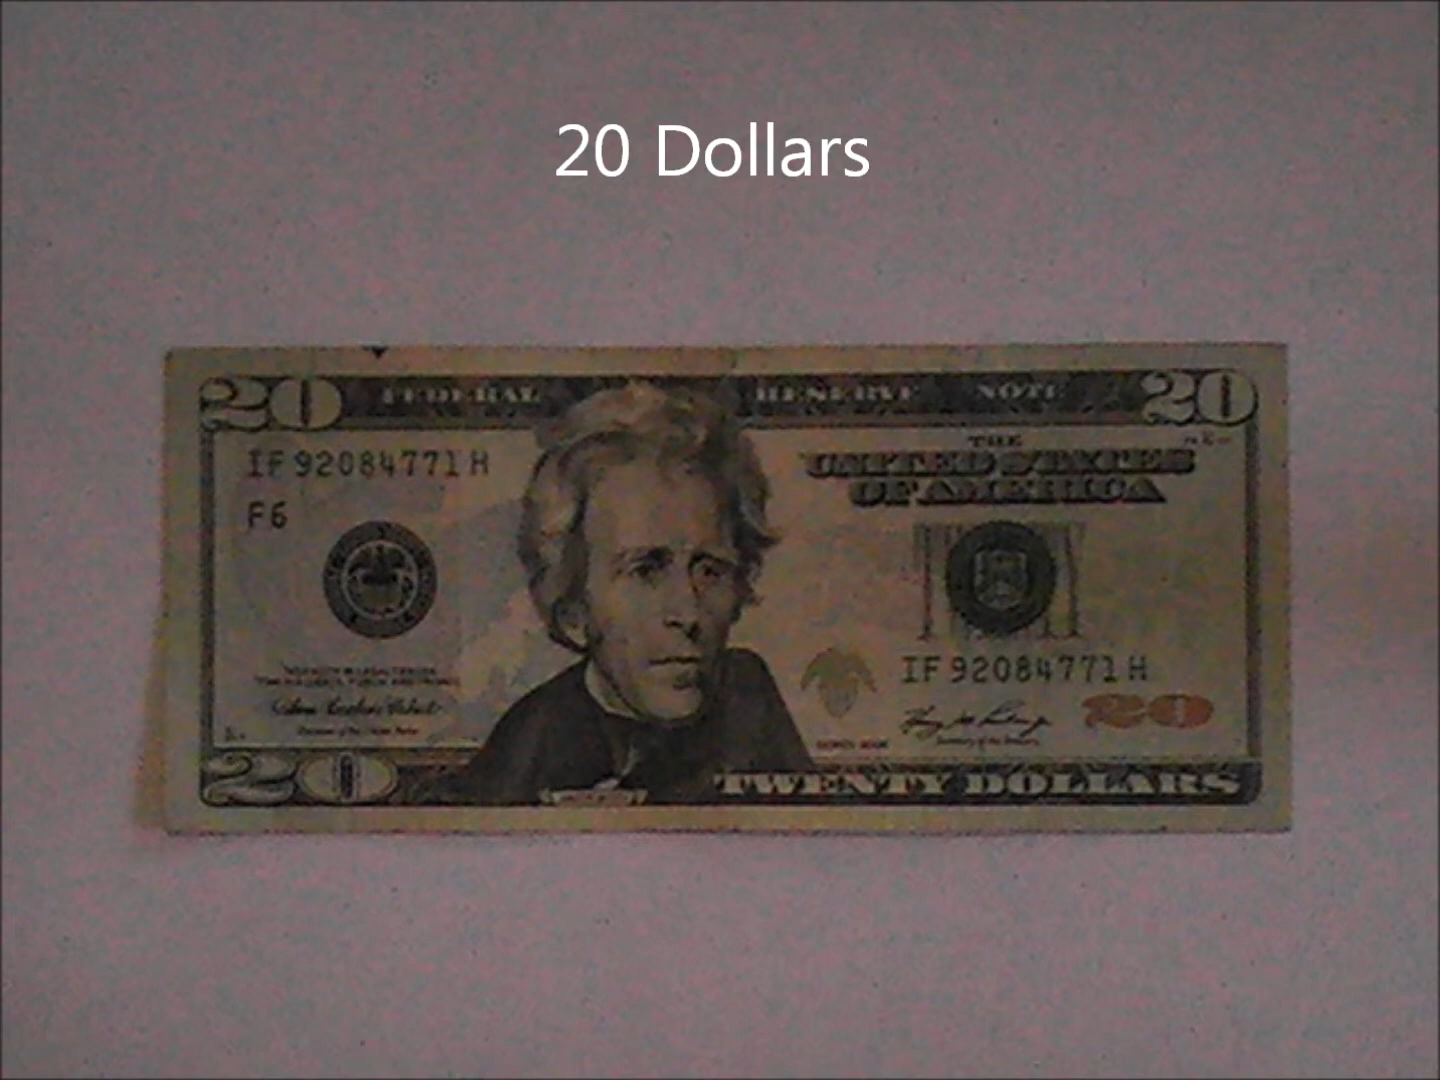 20 Dollars
20 FEDERAL RESERVE NOTE 20
IF 92084771 H
F6
THE
UNITED STATES
OF AMERICA
IF 92084771 H
20
TWENTY DOLLARS
20